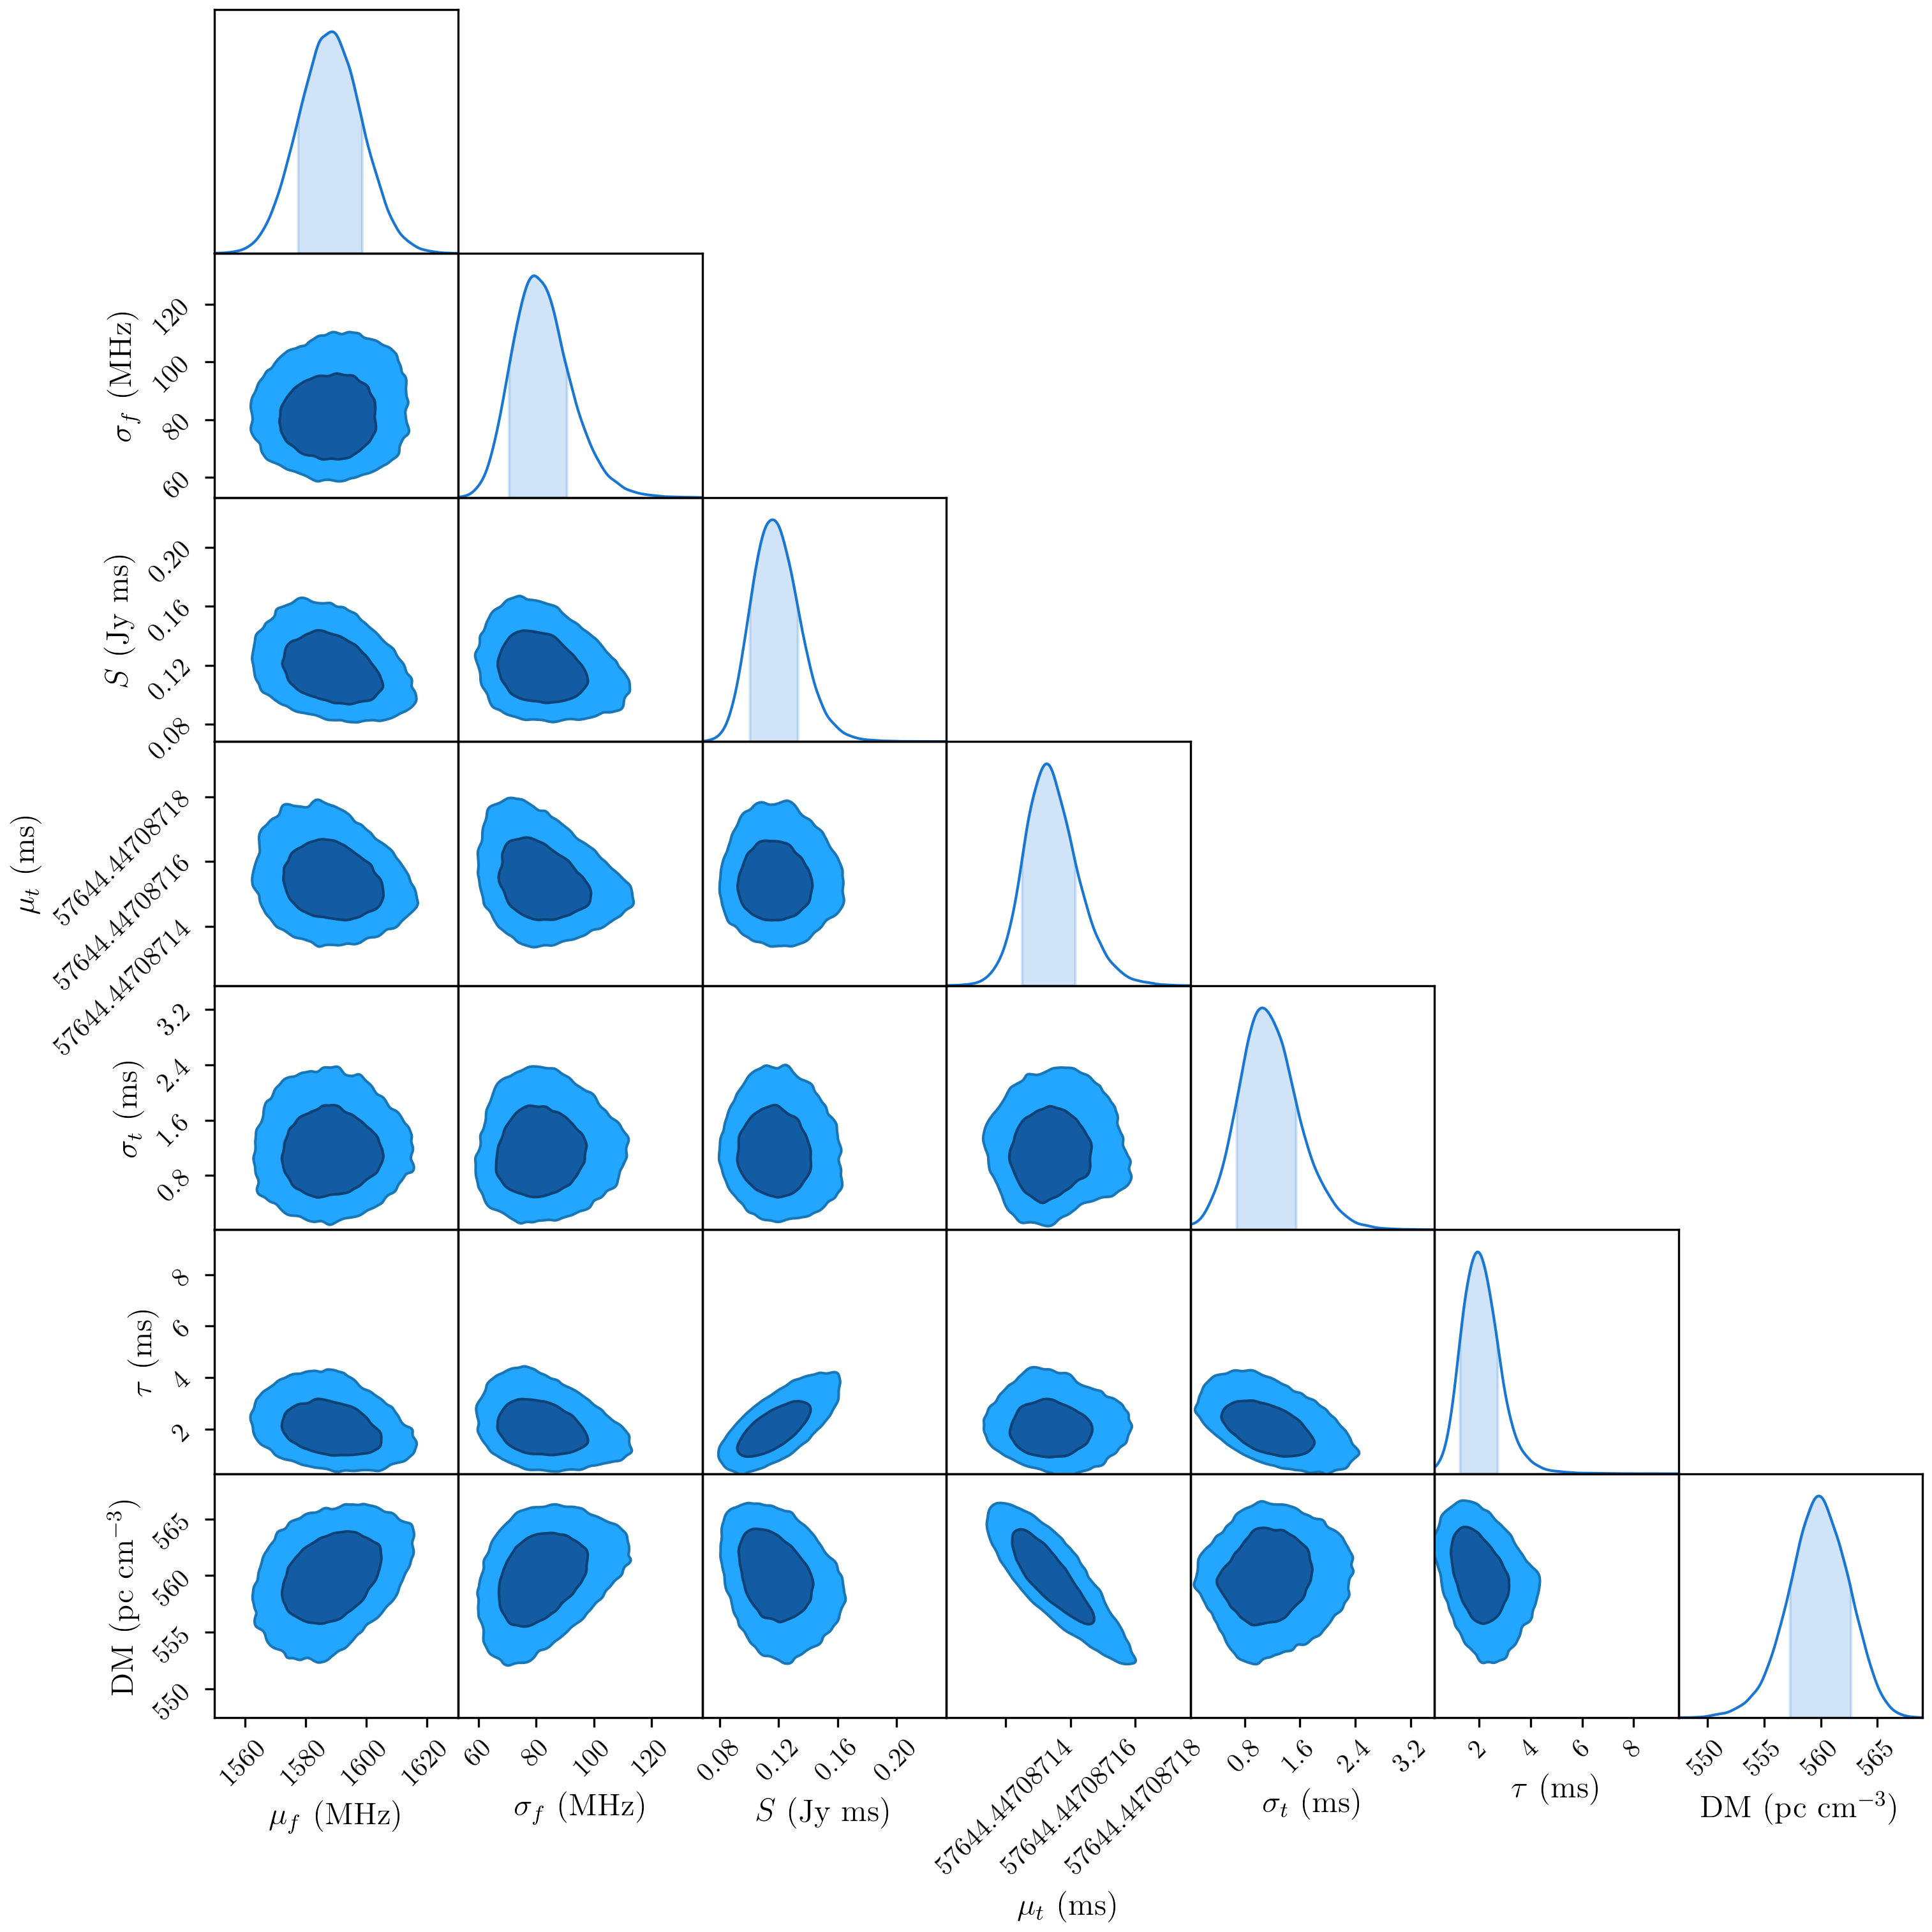 σ_f (MHz)
120
100
80
60
S (Jy ms)
0.20
0.16
0.12
0.08
μ_t (ms)
57644.44708718
57644.44708716
57644.44708714
σ_t (ms)
3.2
2.4
1.6
0.8
τ (ms)
8
6
4
2
DM (pc cm⁻³)
565
560
555
550
1560 1580 1600 1620
μ_f (MHz)
60 80 100 120
σ_f (MHz)
0.08 0.12 0.16 0.20
S (Jy ms)
57644.44708714 57644.44708716 57644.44708718
μ_t (ms)
0.8 1.6 2.4 3.2
σ_t (ms)
2 4 6 8
τ (ms)
550 555 560 565
DM (pc cm⁻³)